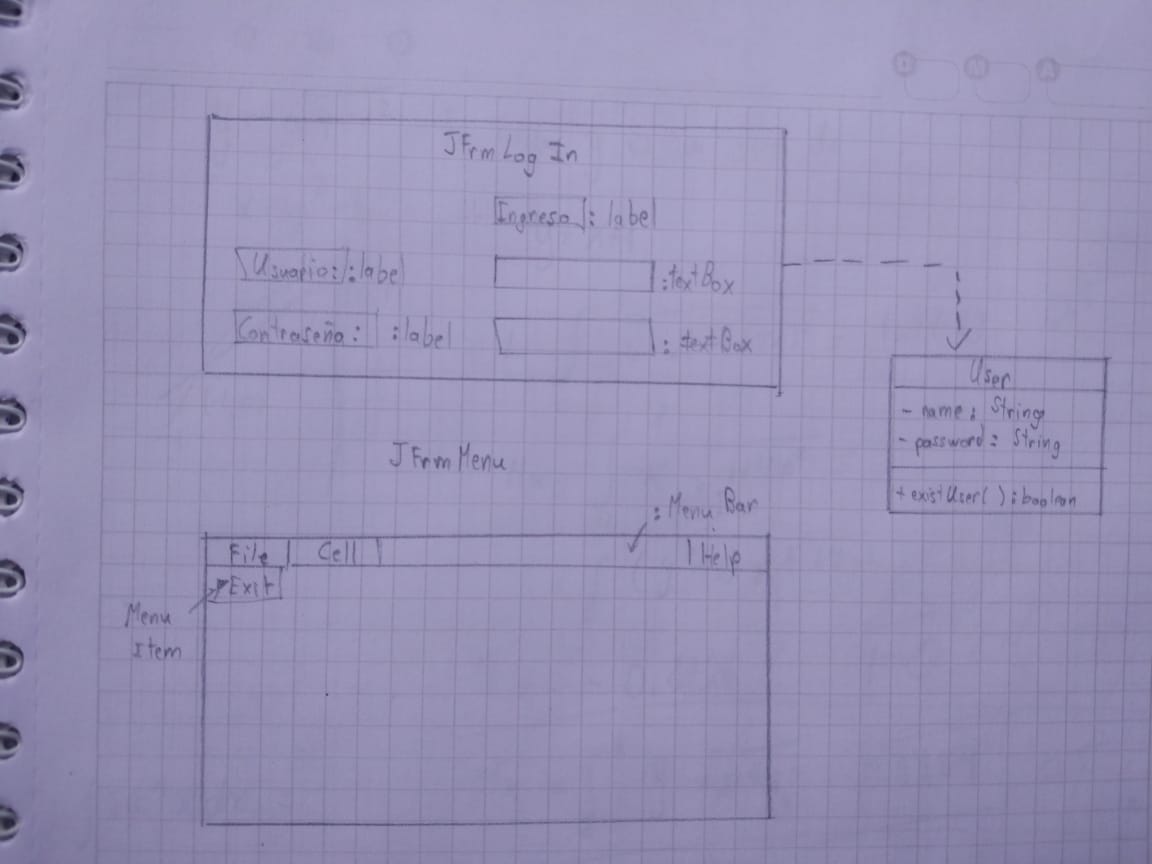 JFrm Log In
Ingreso : label
Usuario: :label
:textBox
Contraseña: :label
: textBox
User
- name: String
- password: String
+ existUser( ): boolean
JFrm Menu
: Menu Bar
File Cell Help
Exit
Menu
Item